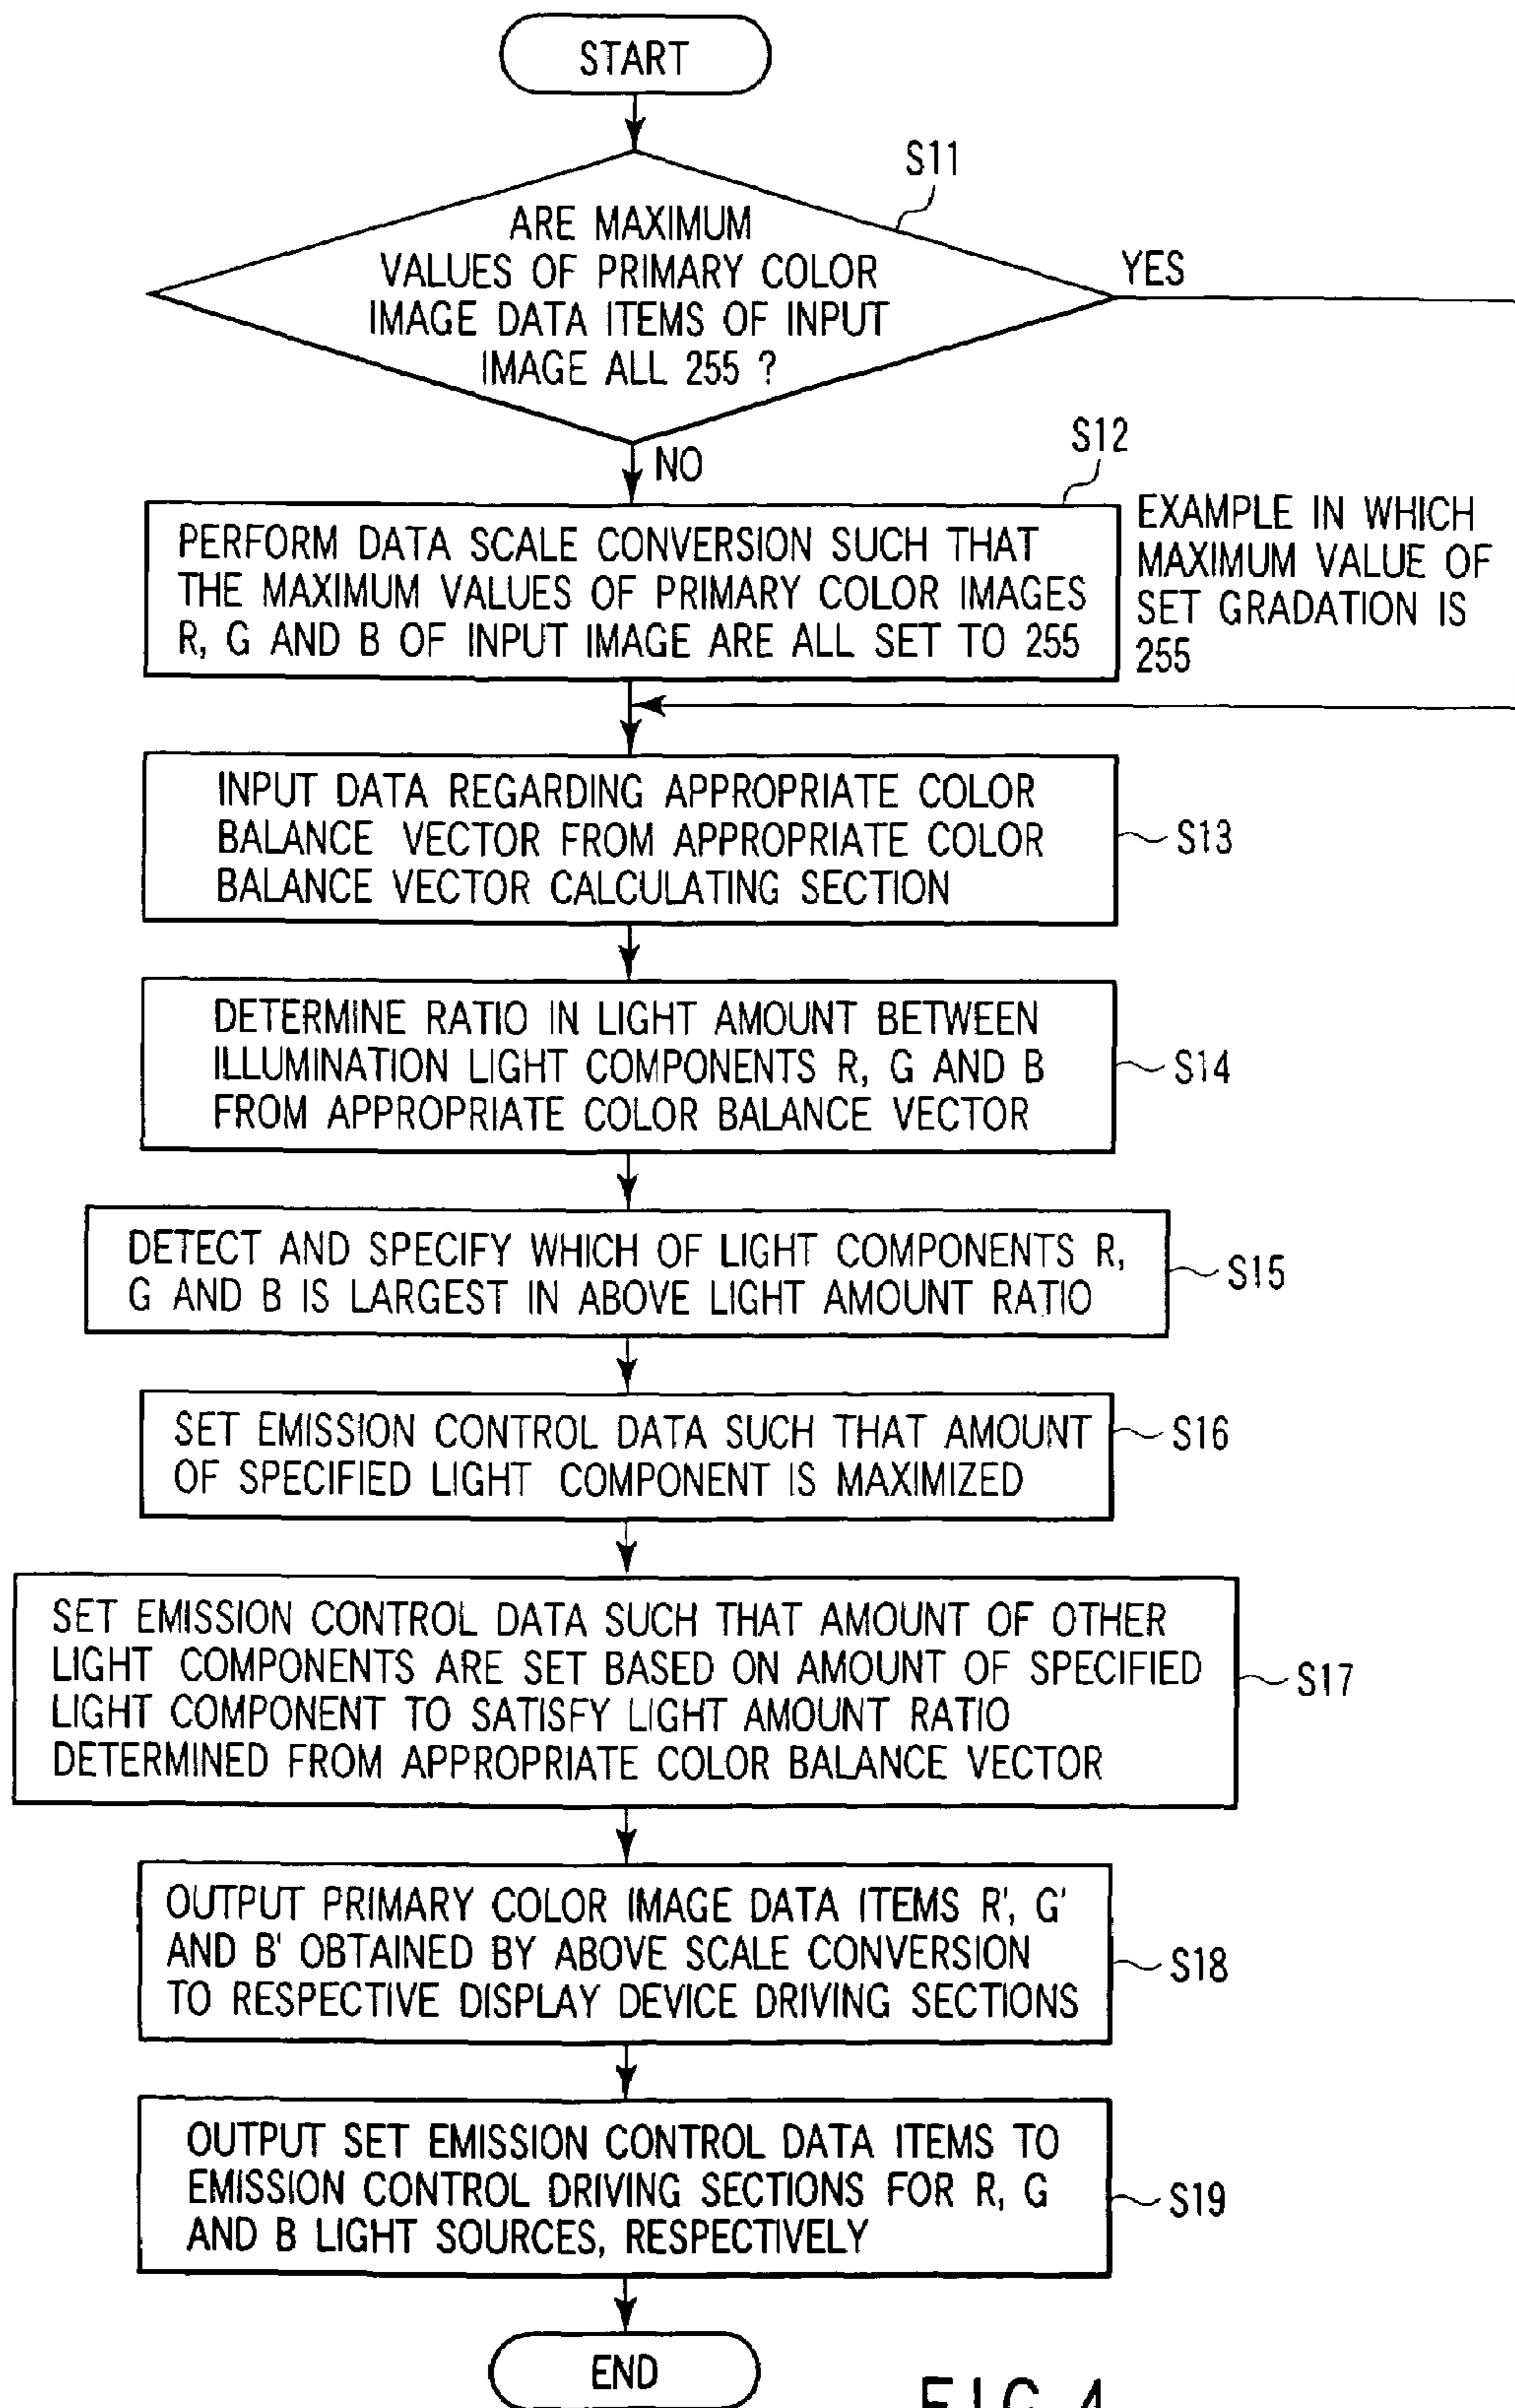 START
S11
ARE MAXIMUM
VALUES OF PRIMARY COLOR
IMAGE DATA ITEMS OF INPUT
IMAGE ALL 255 ?
YES
NO
S12
PERFORM DATA SCALE CONVERSION SUCH THAT
THE MAXIMUM VALUES OF PRIMARY COLOR IMAGES
R, G AND B OF INPUT IMAGE ARE ALL SET TO 255
EXAMPLE IN WHICH
MAXIMUM VALUE OF
SET GRADATION IS
255
INPUT DATA REGARDING APPROPRIATE COLOR
BALANCE VECTOR FROM APPROPRIATE COLOR
BALANCE VECTOR CALCULATING SECTION
S13
DETERMINE RATIO IN LIGHT AMOUNT BETWEEN
ILLUMINATION LIGHT COMPONENTS R, G AND B
FROM APPROPRIATE COLOR BALANCE VECTOR
S14
DETECT AND SPECIFY WHICH OF LIGHT COMPONENTS R,
G AND B IS LARGEST IN ABOVE LIGHT AMOUNT RATIO
S15
SET EMISSION CONTROL DATA SUCH THAT AMOUNT
OF SPECIFIED LIGHT COMPONENT IS MAXIMIZED
S16
SET EMISSION CONTROL DATA SUCH THAT AMOUNT OF OTHER
LIGHT COMPONENTS ARE SET BASED ON AMOUNT OF SPECIFIED
LIGHT COMPONENT TO SATISFY LIGHT AMOUNT RATIO
DETERMINED FROM APPROPRIATE COLOR BALANCE VECTOR
S17
OUTPUT PRIMARY COLOR IMAGE DATA ITEMS R', G'
AND B' OBTAINED BY ABOVE SCALE CONVERSION
TO RESPECTIVE DISPLAY DEVICE DRIVING SECTIONS
S18
OUTPUT SET EMISSION CONTROL DATA ITEMS TO
EMISSION CONTROL DRIVING SECTIONS FOR R, G
AND B LIGHT SOURCES, RESPECTIVELY
S19
END
FIG. 4